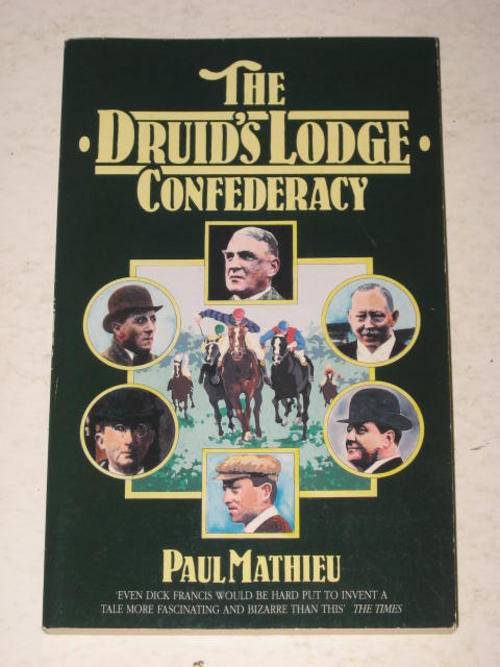 THE
• DRUID'S LODGE •
CONFEDERACY
PAUL MATHIEU
'EVEN DICK FRANCIS WOULD BE HARD PUT TO INVENT A
TALE MORE FASCINATING AND BIZARRE THAN THIS' THE TIMES